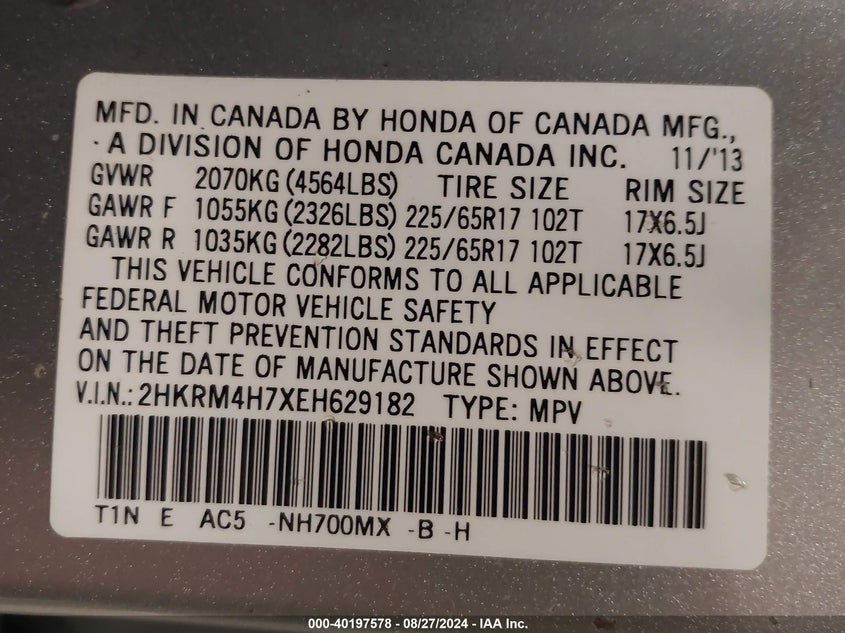 MFD. IN CANADA BY HONDA OF CANADA MFG.,
A DIVISION OF HONDA CANADA INC. 11/'13
GVWR 2070KG (4564LBS) TIRE SIZE RIM SIZE
GAWR F 1055KG (2326LBS) 225/65R17 102T 17X6.5J
GAWR R 1035KG (2282LBS) 225/65R17 102T 17X6.5J
THIS VEHICLE CONFORMS TO ALL APPLICABLE
FEDERAL MOTOR VEHICLE SAFETY
AND THEFT PREVENTION STANDARDS IN EFFECT
ON THE DATE OF MANUFACTURE SHOWN ABOVE.
V.I.N.: 2HKRM4H7XEH629182 TYPE: MPV
T1N E AC5 -NH700MX -B -H
000-40197578 - 08/27/2024 - IAA Inc.